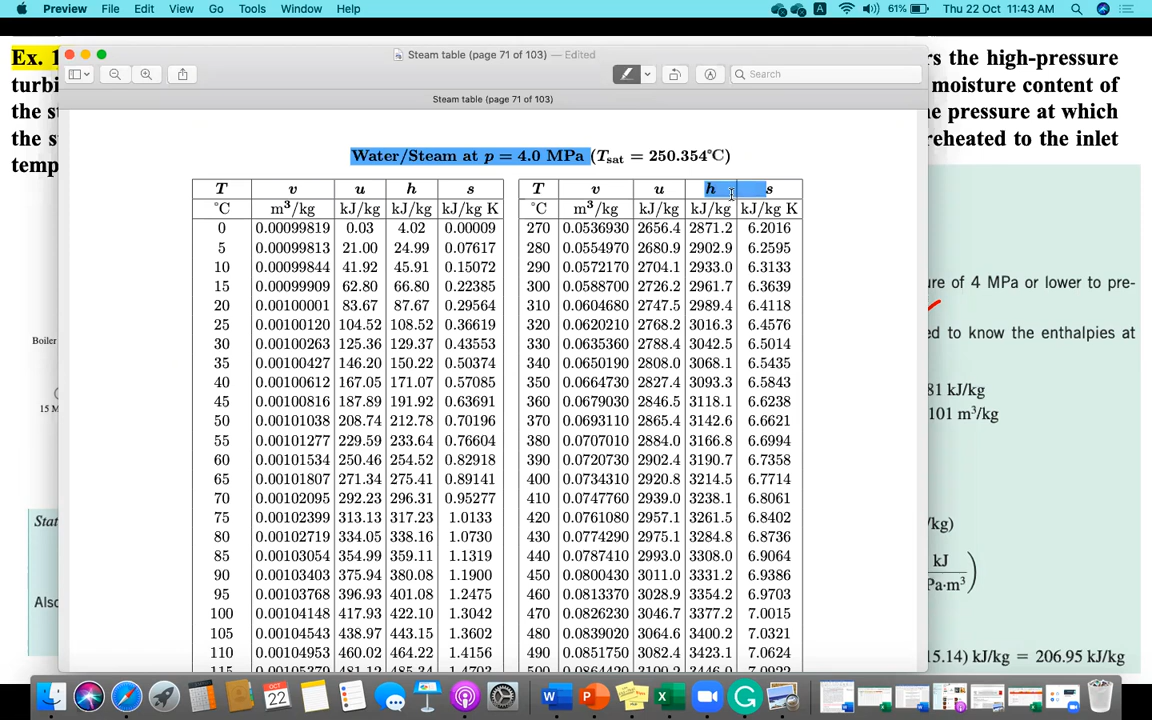 Preview File Edit View Go Tools Window Help 61% Thu 22 Oct 11:43 AM
Ex. 1
turbi
the s
the s
temp
s the high-pressure
moisture content of
e pressure at which
reheated to the inlet
Steam table (page 71 of 103) — Edited
Search
Steam table (page 71 of 103)
Water/Steam at p = 4.0 MPa (Tsat = 250.354°C)
T v u h s T v u h s
°C m³/kg kJ/kg kJ/kg kJ/kg K °C m³/kg kJ/kg kJ/kg kJ/kg K
0 0.00099819 0.03 4.02 0.00009 270 0.0536930 2656.4 2871.2 6.2016
5 0.00099813 21.00 24.99 0.07617 280 0.0554970 2680.9 2902.9 6.2595
10 0.00099844 41.92 45.91 0.15072 290 0.0572170 2704.1 2933.0 6.3133
15 0.00099909 62.80 66.80 0.22385 300 0.0588700 2726.2 2961.7 6.3639
20 0.00100001 83.67 87.67 0.29564 310 0.0604680 2747.5 2989.4 6.4118
25 0.00100120 104.52 108.52 0.36619 320 0.0620210 2768.2 3016.3 6.4576
30 0.00100263 125.36 129.37 0.43553 330 0.0635360 2788.4 3042.5 6.5014
35 0.00100427 146.20 150.22 0.50374 340 0.0650190 2808.0 3068.1 6.5435
40 0.00100612 167.05 171.07 0.57085 350 0.0664730 2827.4 3093.3 6.5843
45 0.00100816 187.89 191.92 0.63691 360 0.0679030 2846.5 3118.1 6.6238
50 0.00101038 208.74 212.78 0.70196 370 0.0693110 2865.4 3142.6 6.6621
55 0.00101277 229.59 233.64 0.76604 380 0.0707010 2884.0 3166.8 6.6994
60 0.00101534 250.46 254.52 0.82918 390 0.0720730 2902.4 3190.7 6.7358
65 0.00101807 271.34 275.41 0.89141 400 0.0734310 2920.8 3214.5 6.7714
70 0.00102095 292.23 296.31 0.95277 410 0.0747760 2939.0 3238.1 6.8061
75 0.00102399 313.13 317.23 1.0133 420 0.0761080 2957.1 3261.5 6.8402
80 0.00102719 334.05 338.16 1.0730 430 0.0774290 2975.1 3284.8 6.8736
85 0.00103054 354.99 359.11 1.1319 440 0.0787410 2993.0 3308.0 6.9064
90 0.00103403 375.94 380.08 1.1900 450 0.0800430 3011.0 3331.2 6.9386
95 0.00103768 396.93 401.08 1.2475 460 0.0813370 3028.9 3354.2 6.9703
100 0.00104148 417.93 422.10 1.3042 470 0.0826230 3046.7 3377.2 7.0015
105 0.00104543 438.97 443.15 1.3602 480 0.0839020 3064.6 3400.2 7.0321
110 0.00104953 460.02 464.22 1.4156 490 0.0851750 3082.4 3423.1 7.0624
115 0.00105379 481.12 485.34 1.4703 500 0.0864420 3100.2 3446.0 7.0922
Boiler
15 M
Stat
Also
ure of 4 MPa or lower to pre-
ed to know the enthalpies at
81 kJ/kg
101 m³/kg
/kg)
kJ
Pa·m³
15.14) kJ/kg = 206.95 kJ/kg
OCT
22